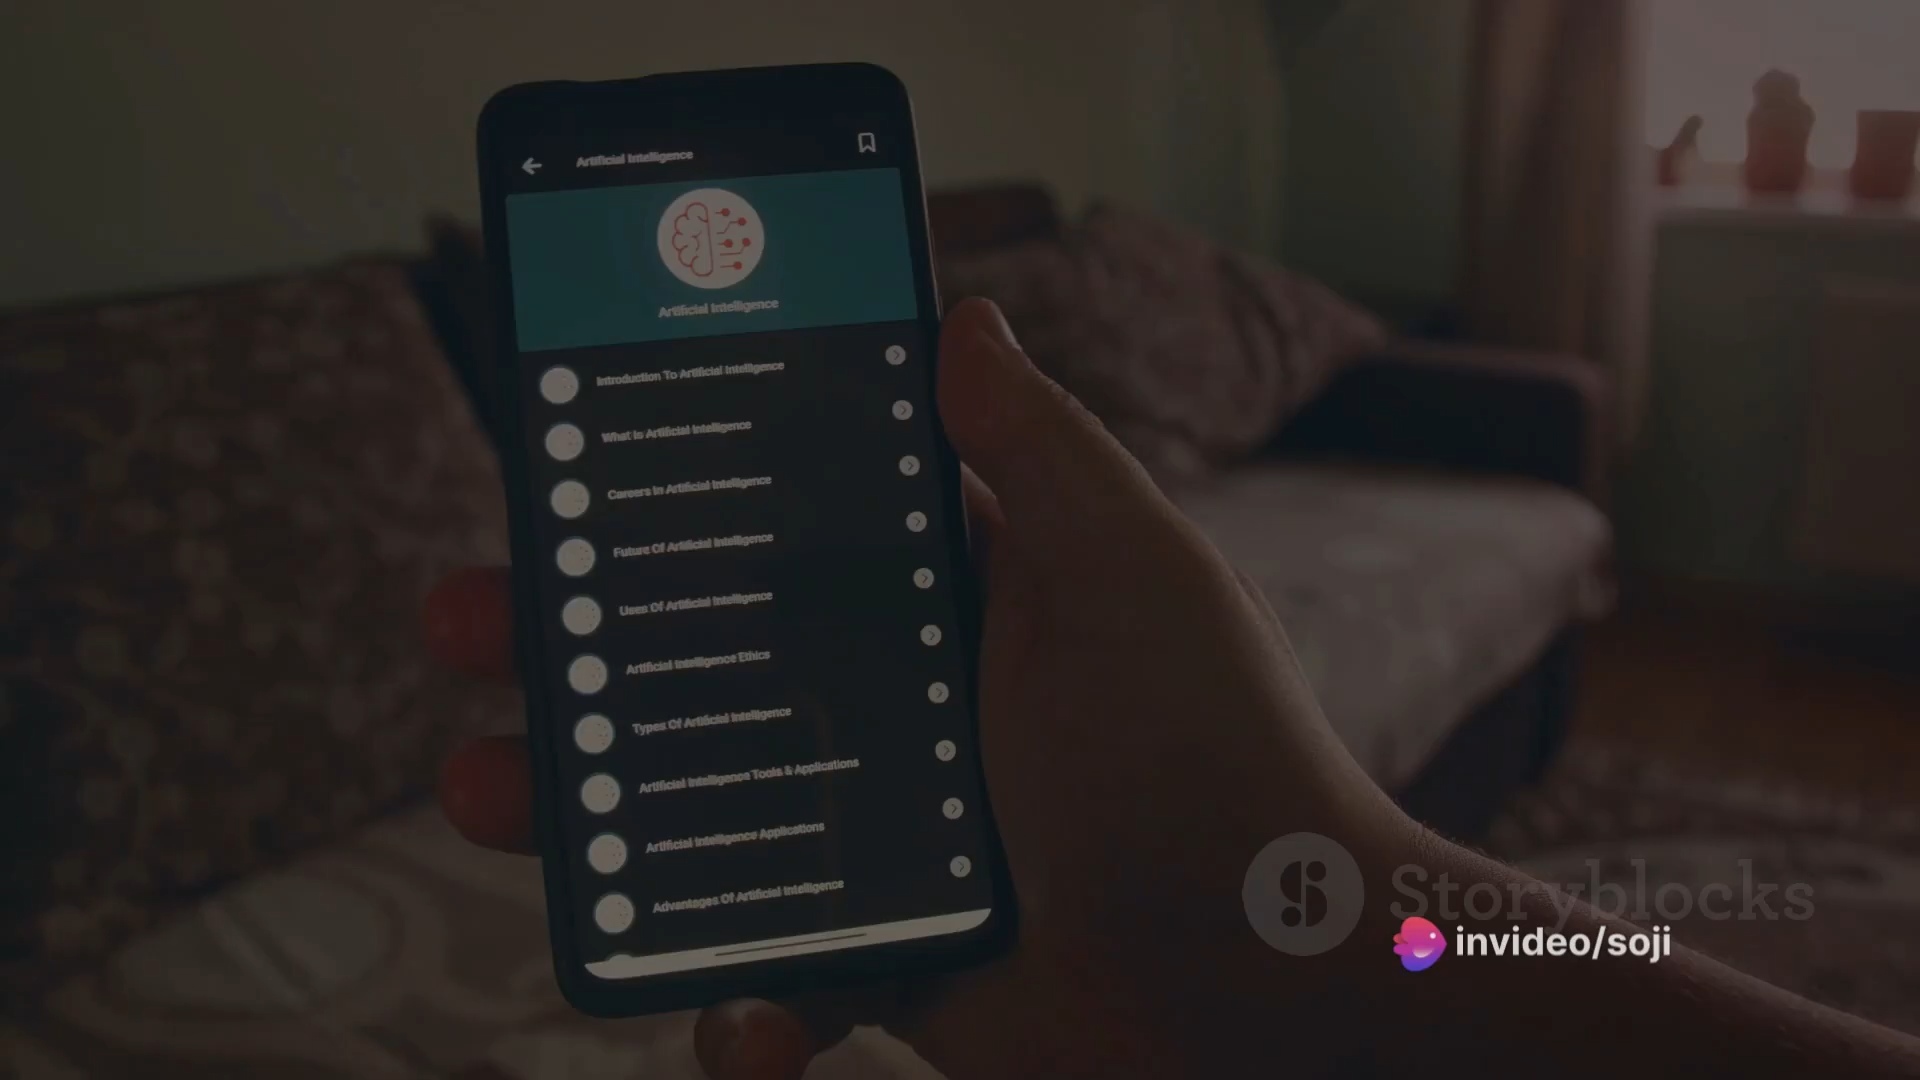 Artificial Intelligence
Artificial Intelligence
Introduction To Artificial Intelligence
What Is Artificial Intelligence
Careers In Artificial Intelligence
Future Of Artificial Intelligence
Uses Of Artificial Intelligence
Artificial Intelligence Ethics
Types Of Artificial Intelligence
Artificial Intelligence Tools & Applications
Artificial Intelligence Applications
Advantages Of Artificial Intelligence
Storyblocks
invideo/soji